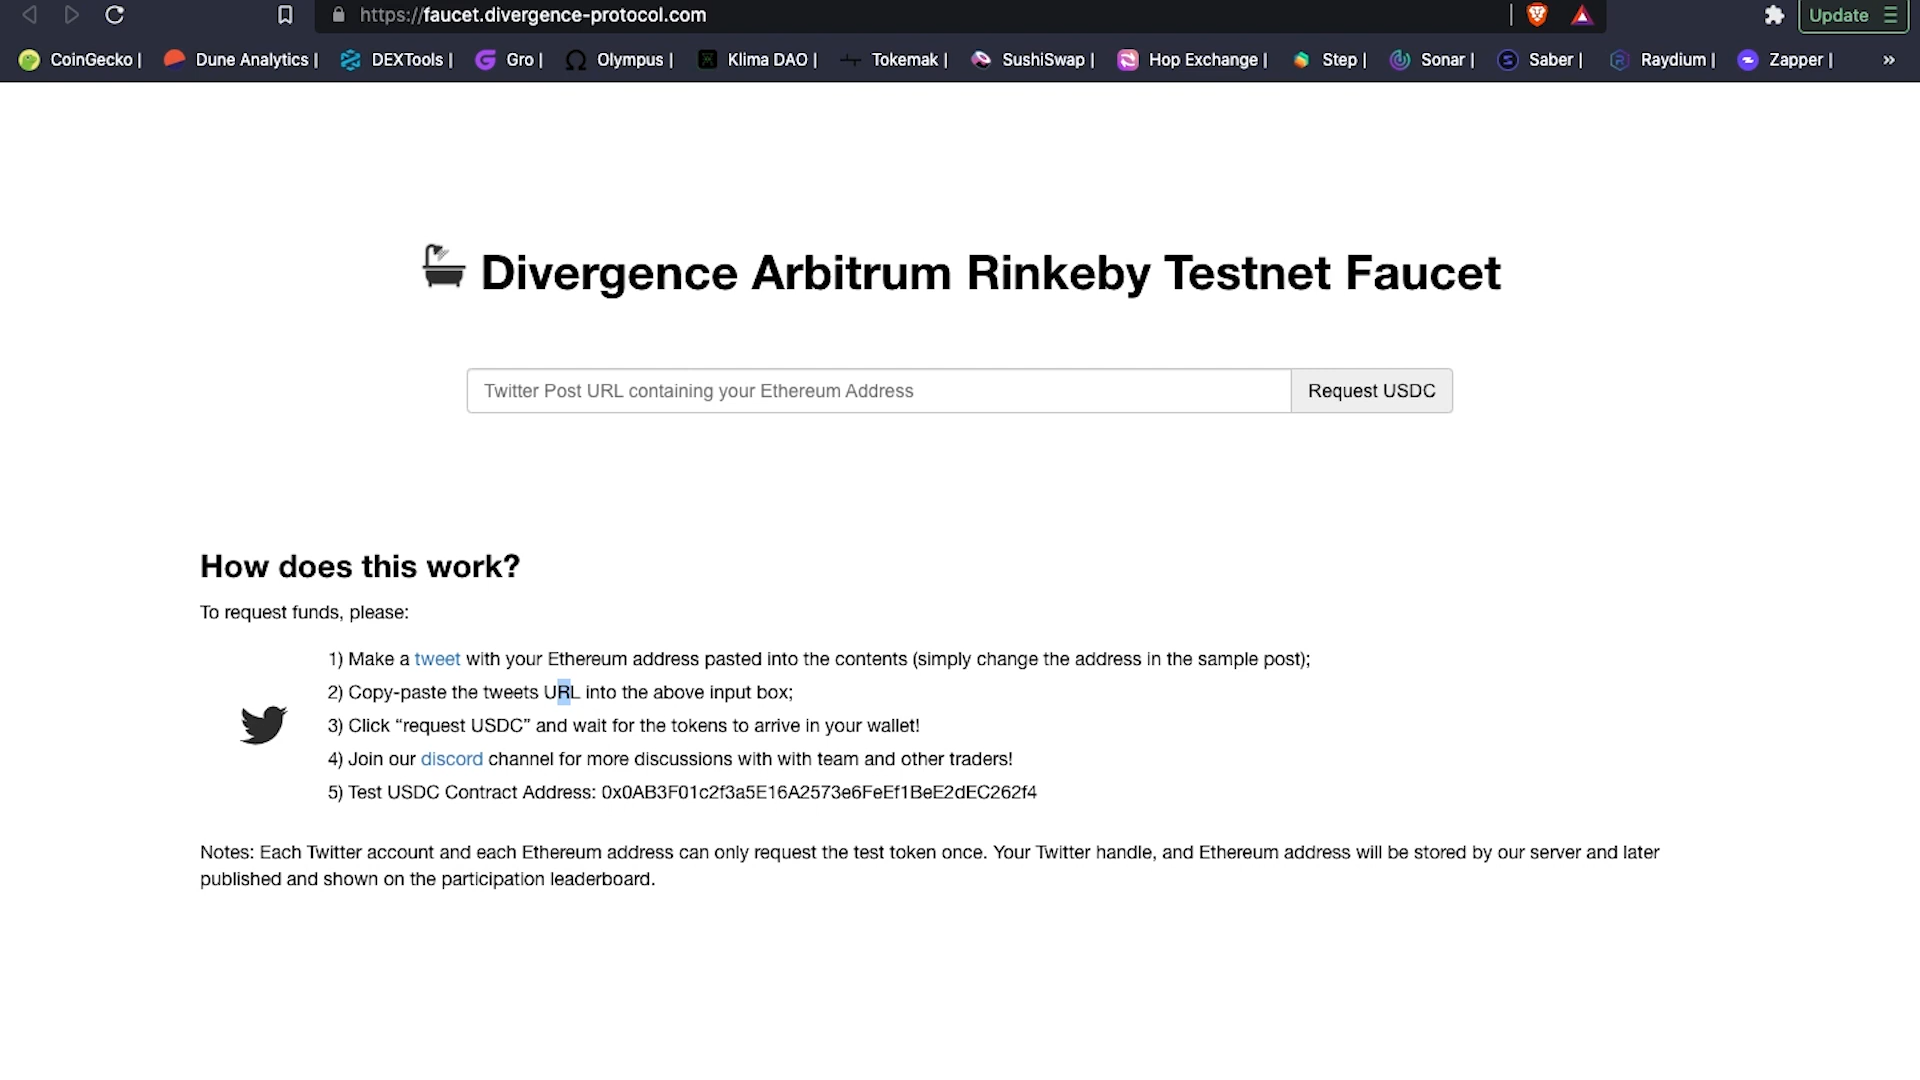 https://faucet.divergence-protocol.com
Update
CoinGecko | Dune Analytics | DEXTools | Gro | Olympus | Klima DAO | Tokemak | SushiSwap | Hop Exchange | Step | Sonar | Saber | Raydium | Zapper | »
Divergence Arbitrum Rinkeby Testnet Faucet
Twitter Post URL containing your Ethereum Address
Request USDC
How does this work?
To request funds, please:
1) Make a tweet with your Ethereum address pasted into the contents (simply change the address in the sample post);
2) Copy-paste the tweets URL into the above input box;
3) Click “request USDC” and wait for the tokens to arrive in your wallet!
4) Join our discord channel for more discussions with with team and other traders!
5) Test USDC Contract Address: 0x0AB3F01c2f3a5E16A2573e6FeEf1BeE2dEC262f4
Notes: Each Twitter account and each Ethereum address can only request the test token once. Your Twitter handle, and Ethereum address will be stored by our server and later
published and shown on the participation leaderboard.